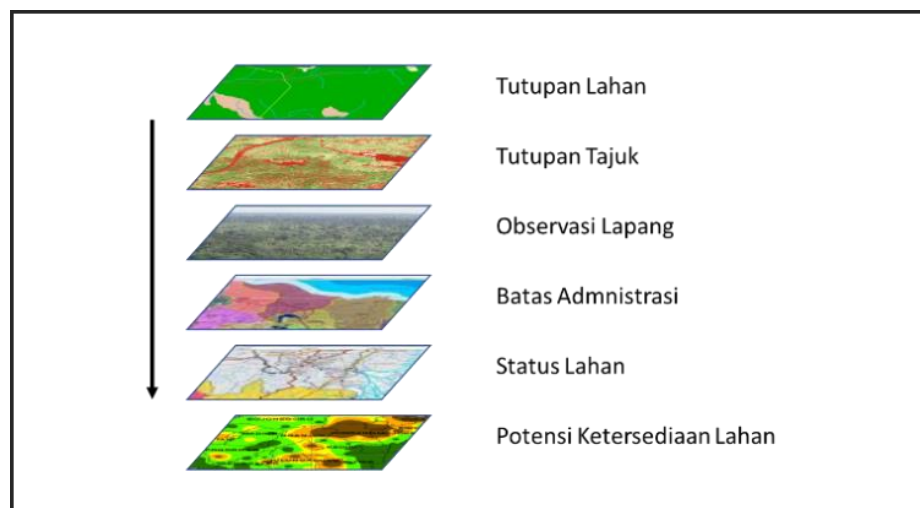 Tutupan Lahan
Tutupan Tajuk
Observasi Lapang
Batas Admnistrasi
Status Lahan
Potensi Ketersediaan Lahan